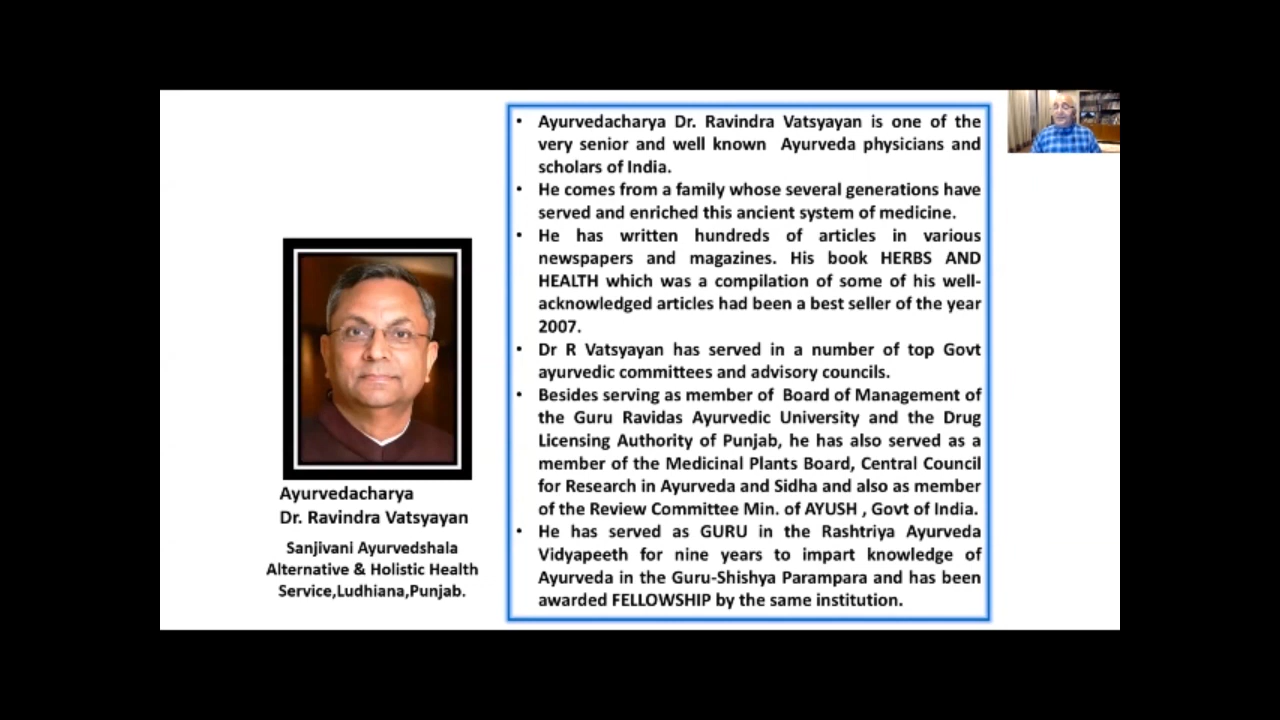 Ayurvedacharya
Dr. Ravindra Vatsyayan
Sanjivani Ayurvedshala
Alternative & Holistic Health
Service,Ludhiana,Punjab.
• Ayurvedacharya Dr. Ravindra Vatsyayan is one of the
very senior and well known Ayurveda physicians and
scholars of India.
• He comes from a family whose several generations have
served and enriched this ancient system of medicine.
• He has written hundreds of articles in various
newspapers and magazines. His book HERBS AND
HEALTH which was a compilation of some of his well-
acknowledged articles had been a best seller of the year
2007.
• Dr R Vatsyayan has served in a number of top Govt
ayurvedic committees and advisory councils.
• Besides serving as member of Board of Management of
the Guru Ravidas Ayurvedic University and the Drug
Licensing Authority of Punjab, he has also served as a
member of the Medicinal Plants Board, Central Council
for Research in Ayurveda and Sidha and also as member
of the Review Committee Min. of AYUSH , Govt of India.
• He has served as GURU in the Rashtriya Ayurveda
Vidyapeeth for nine years to impart knowledge of
Ayurveda in the Guru-Shishya Parampara and has been
awarded FELLOWSHIP by the same institution.